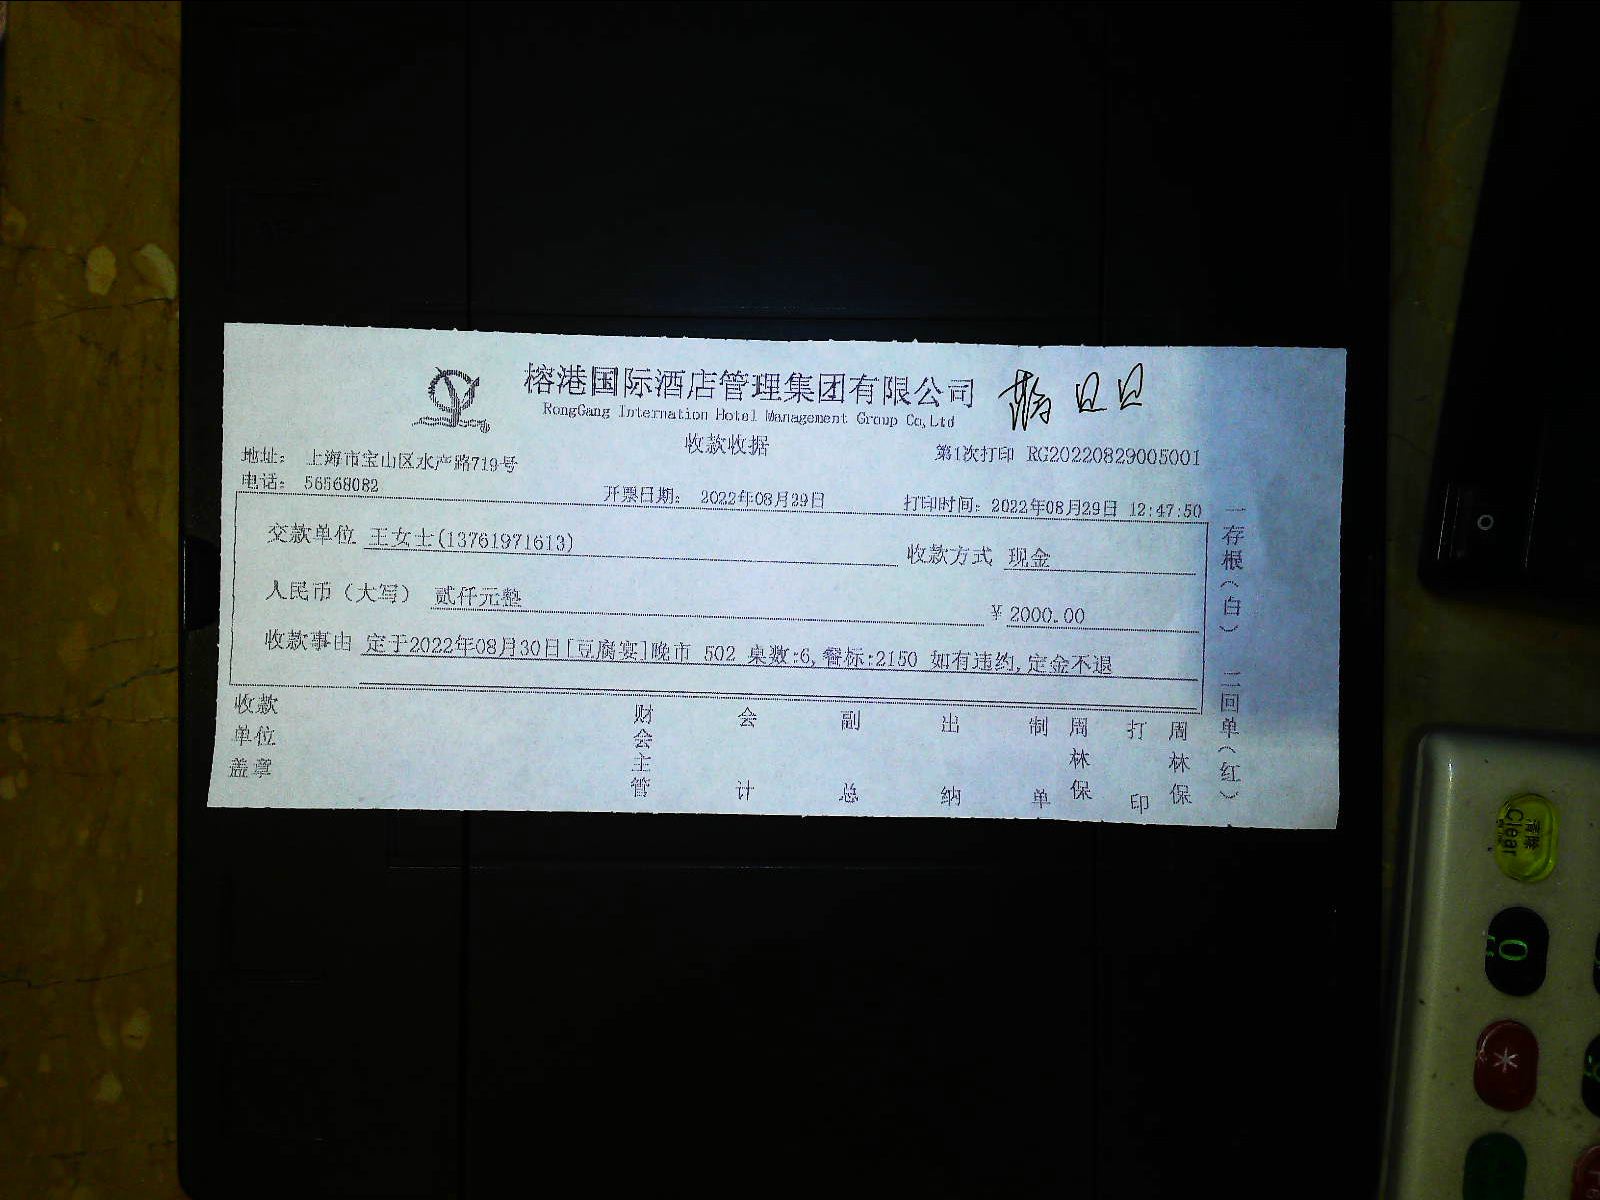 榕港国际酒店管理集团有限公司
RongGang Internation Hotel Management Group Co,Ltd
收款收据
第1次打印 RG20220829005001
地址： 上海市宝山区水产路719号
电话： 56568082
开票日期： 2022年08月29日
打印时间：2022年08月29日 12:47:50
交款单位 王女士(13761971613)
收款方式 现金
人民币（大写） 贰仟元整
¥ 2000.00
收款事由 定于2022年08月30日[豆腐宴]晚市 502 桌数:6,餐标:2150 如有违约,定金不退
收款单位盖章
财会主管
会计
副总
出纳
制单 周林保
打印 周林保
一存根（白） 二回单（红）
清除
Clear
0
*